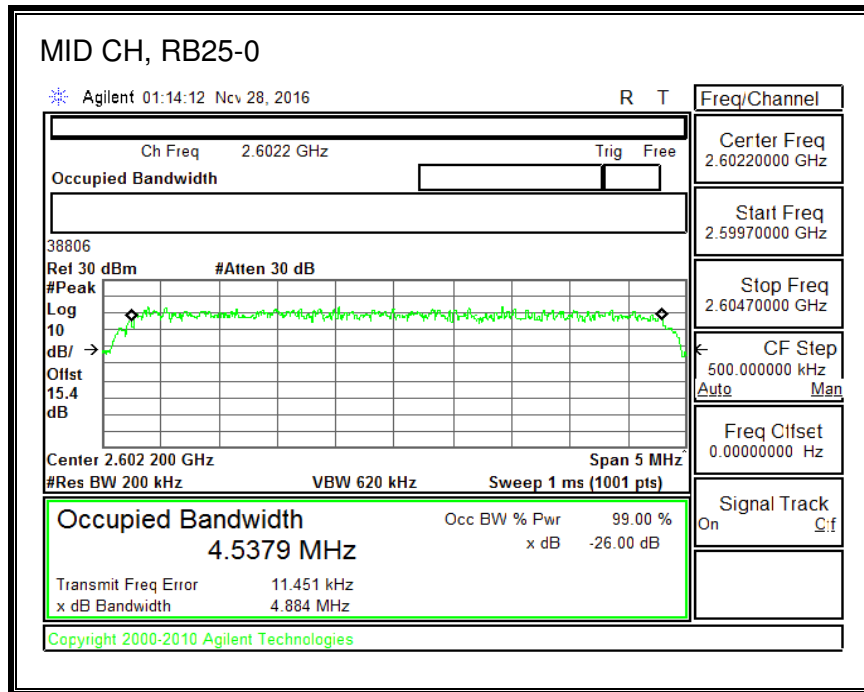 MID CH, RB25-0
Agilent 01:14:12 Nov 28, 2016 R T
Freq/Channel
Ch Freq 2.6022 GHz Trig Free
Occupied Bandwidth
Center Freq
2.60220000 GHz
Start Freq
2.59970000 GHz
Stop Freq
2.60470000 GHz
CF Step
500.000000 kHz
Auto Man
Freq Offset
0.00000000 Hz
Signal Track
On Off
38806
Ref 30 dBm #Atten 30 dB
#Peak
Log
10
dB/
Offst
15.4
dB
Center 2.602 200 GHz Span 5 MHz
#Res BW 200 kHz VBW 620 kHz Sweep 1 ms (1001 pts)
Occupied Bandwidth
4.5379 MHz
Occ BW % Pwr 99.00 %
x dB -26.00 dB
Transmit Freq Error 11.451 kHz
x dB Bandwidth 4.884 MHz
Copyright 2000-2010 Agilent Technologies